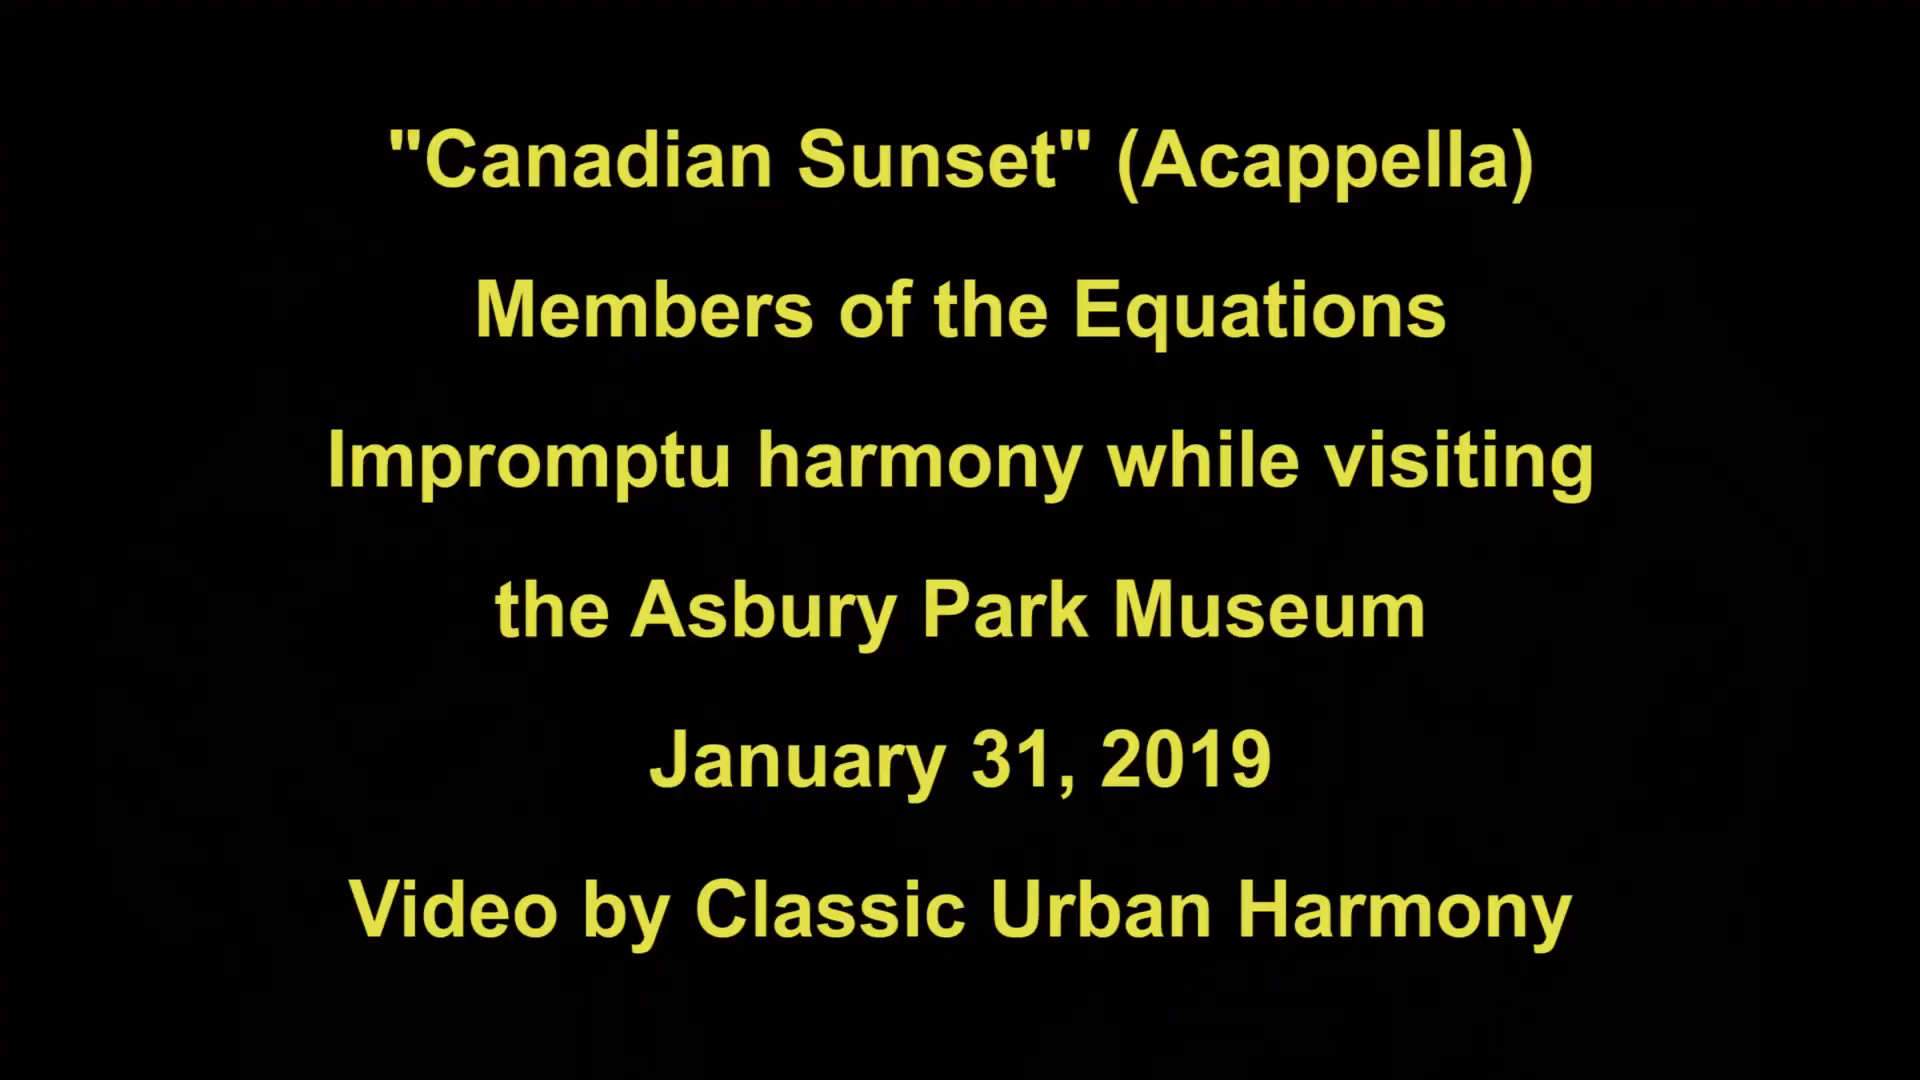 "Canadian Sunset" (Acappella)
Members of the Equations
Impromptu harmony while visiting
the Asbury Park Museum
January 31, 2019
Video by Classic Urban Harmony